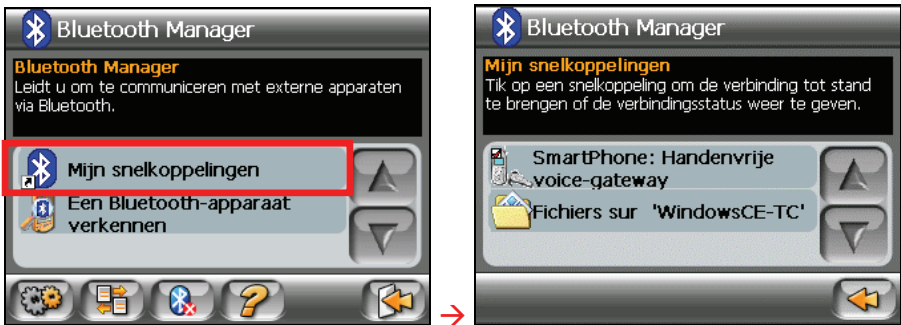 Bluetooth Manager
Bluetooth Manager
Leidt u om te communiceren met externe apparaten
via Bluetooth.
Mijn snelkoppelingen
Een Bluetooth-apparaat
verkennen
→
Bluetooth Manager
Mijn snelkoppelingen
Tik op een snelkoppeling om de verbinding tot stand
te brengen of de verbindingsstatus weer te geven.
SmartPhone: Handenvrije
voice-gateway
Fichiers sur 'WindowsCE-TC'